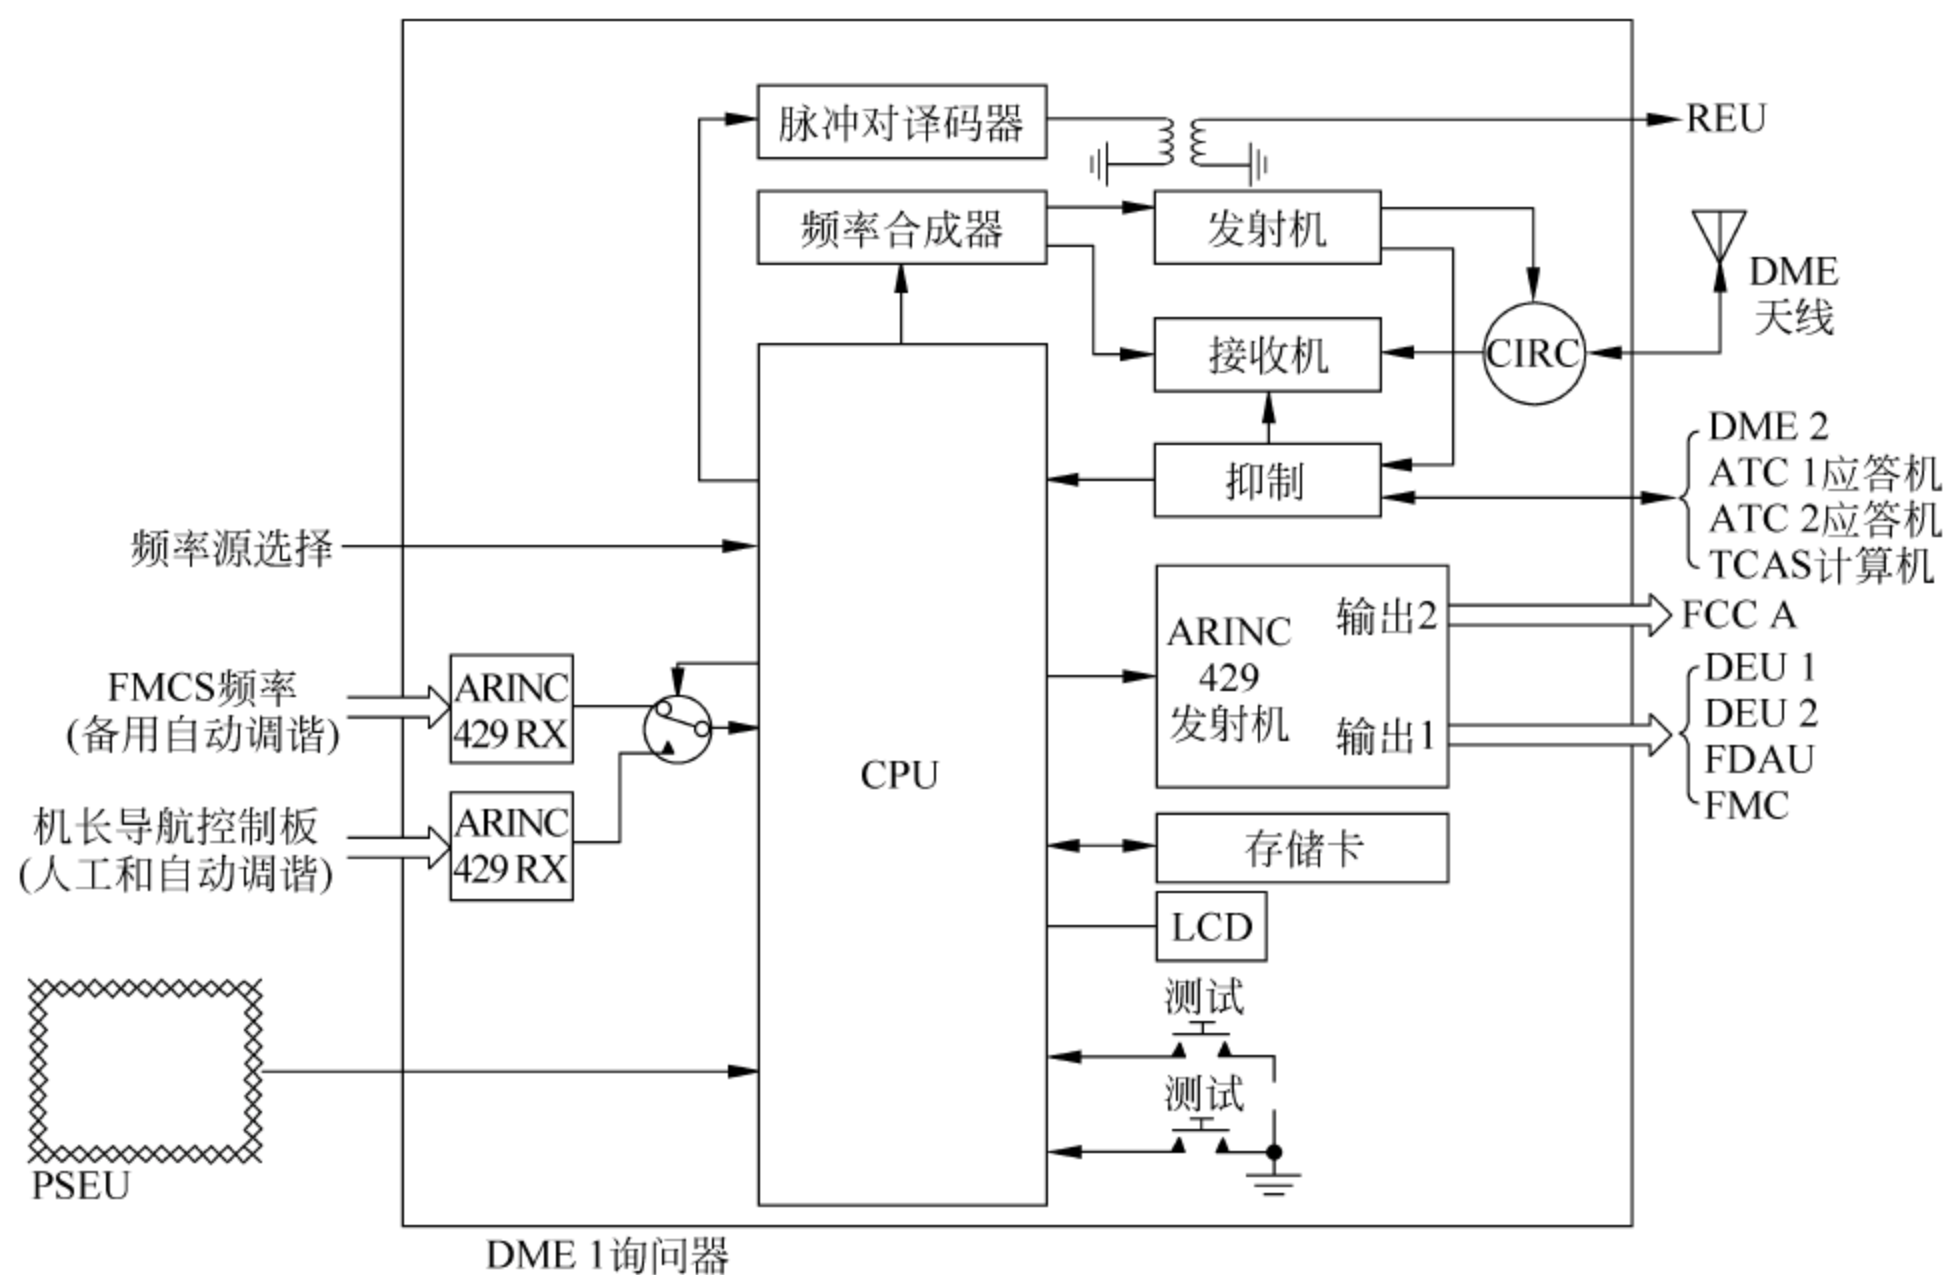 脉冲对译码器
REU
频率合成器
发射机
DME
天线
接收机
CIRC
DME 2
ATC 1应答机
ATC 2应答机
TCAS计算机
抑制
频率源选择
ARINC
429
发射机
输出2
输出1
FCC A
DEU 1
DEU 2
FDAU
FMC
FMCS频率
(备用自动调谐)
ARINC
429 RX
机长导航控制板
(人工和自动调谐)
ARINC
429 RX
CPU
存储卡
LCD
测试
测试
PSEU
DME 1询问器